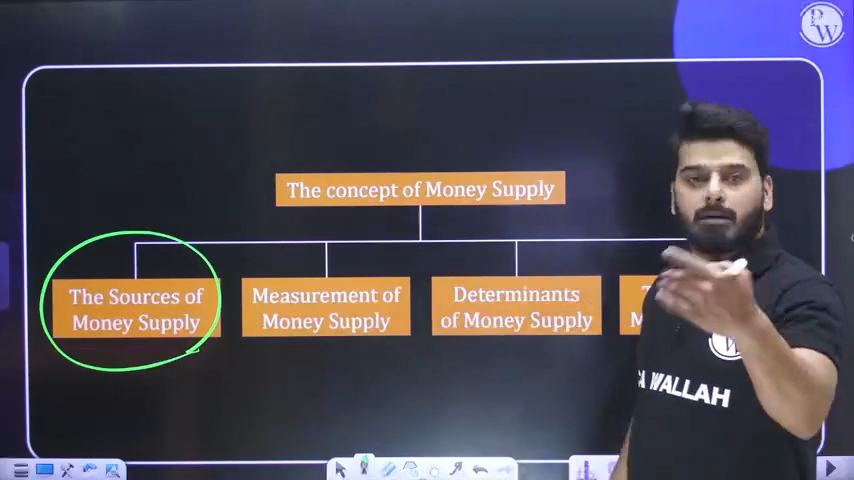 PW
The concept of Money Supply
The Sources of
Money Supply
Measurement of
Money Supply
Determinants
of Money Supply
WALLAH
W